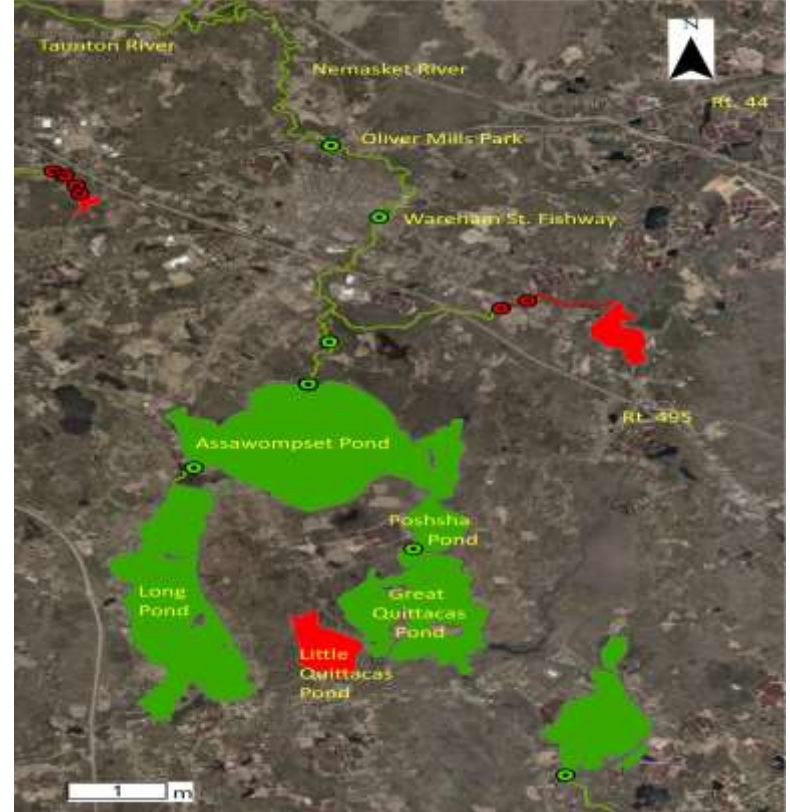 N
Taunton River
Nemasket River
Rt. 44
Oliver Mills Park
Wareham St. Fishway
Rt. 495
Assawompset Pond
Poshsha
Pond
Long
Pond
Great
Quittacas
Pond
Little
Quittacas
Pond
1
m